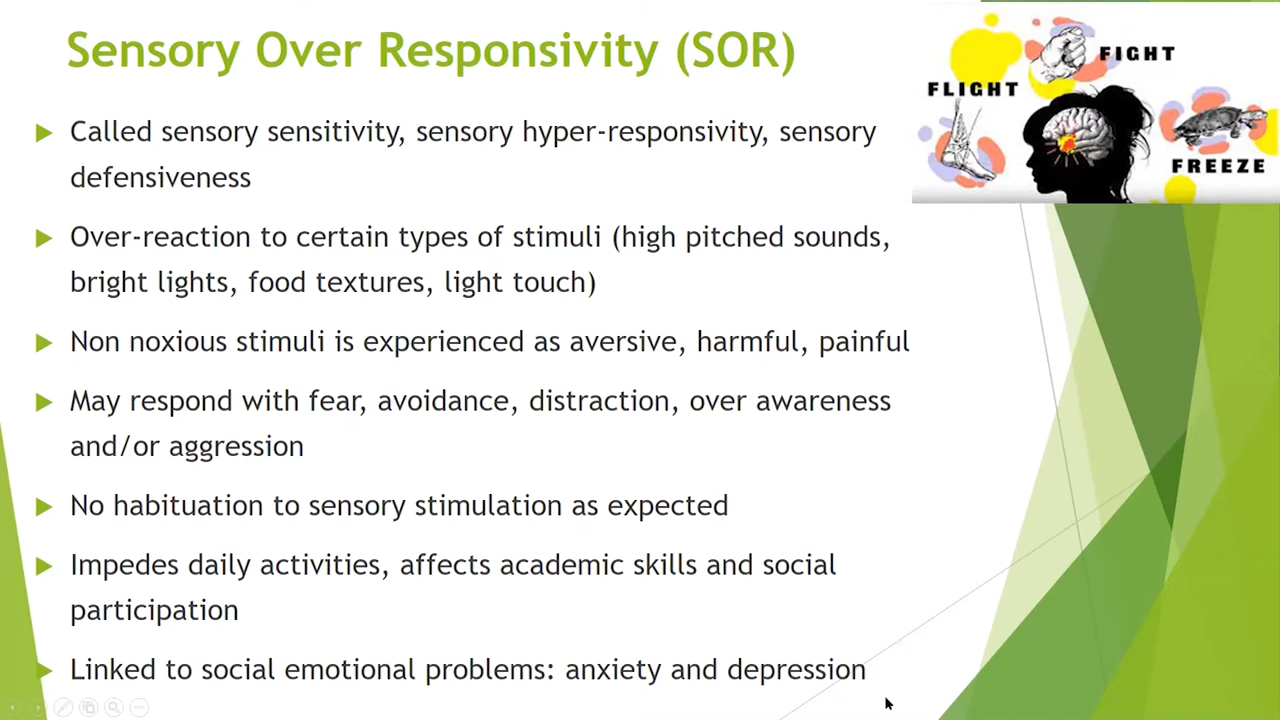 Sensory Over Responsivity (SOR)
FIGHT
FLIGHT
FREEZE
Called sensory sensitivity, sensory hyper-responsivity, sensory
defensiveness
Over-reaction to certain types of stimuli (high pitched sounds,
bright lights, food textures, light touch)
Non noxious stimuli is experienced as aversive, harmful, painful
May respond with fear, avoidance, distraction, over awareness
and/or aggression
No habituation to sensory stimulation as expected
Impedes daily activities, affects academic skills and social
participation
Linked to social emotional problems: anxiety and depression